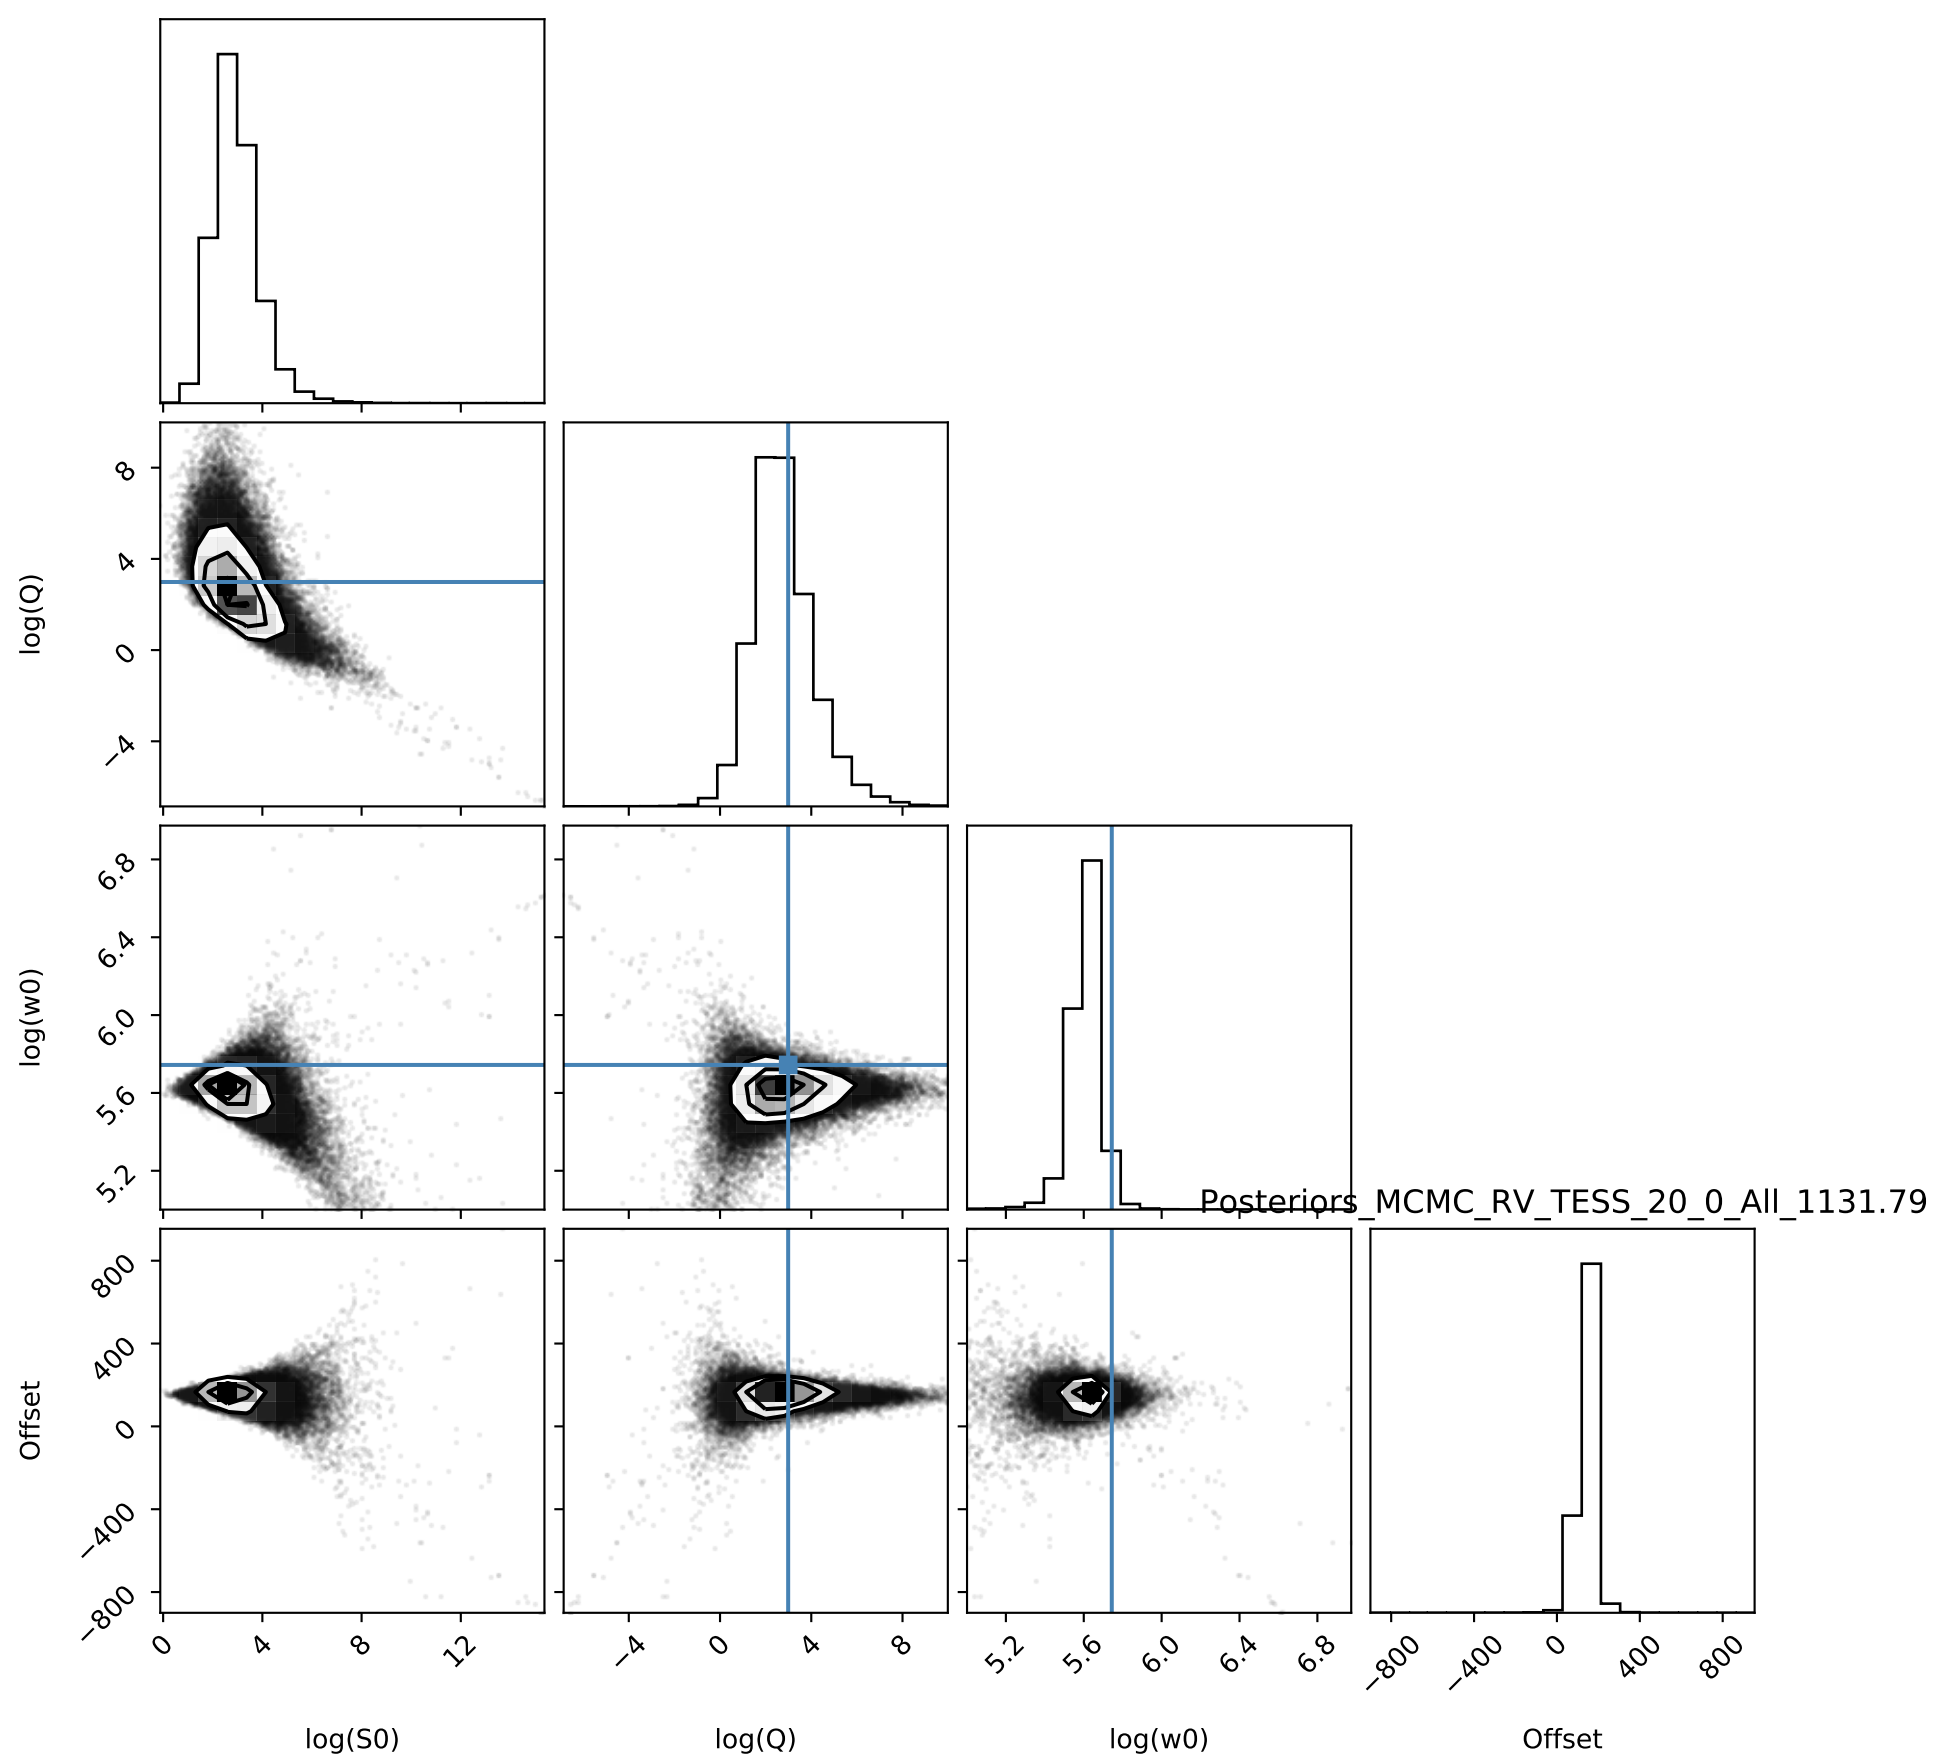 8
4
0
−4
log(Q)
6.8
6.4
6.0
5.6
5.2
log(w0)
Posteriors_MCMC_RV_TESS_20_0_All_1131.79
800
400
0
−400
−800
Offset
0 4 8 12
−4 0 4 8
5.2 5.6 6.0 6.4 6.8
−800 −400 0 400 800
log(S0) log(Q) log(w0) Offset